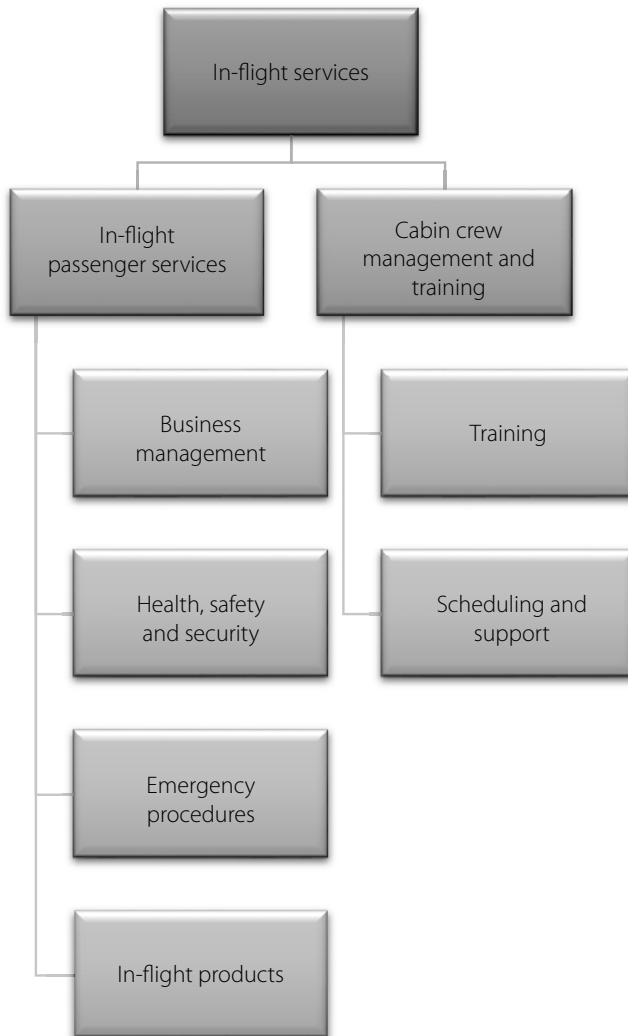 In-flight services
In-flight
passenger services
Cabin crew
management and
training
Business
management
Training
Health, safety
and security
Scheduling and
support
Emergency
procedures
In-flight products